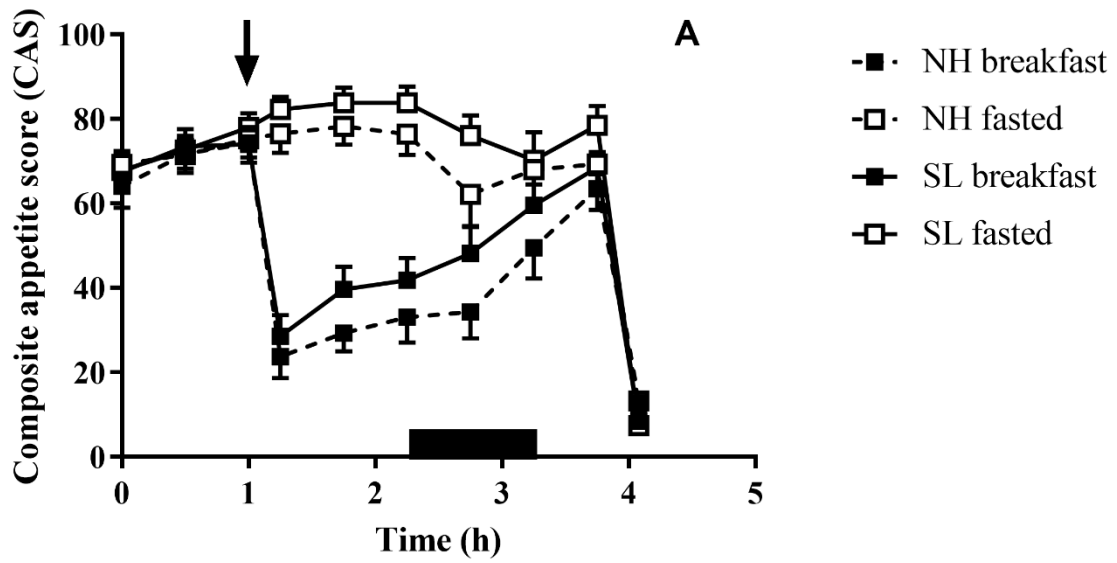 A
Composite appetite score (CAS)
100
80
60
40
20
0
0 1 2 3 4 5
Time (h)
NH breakfast
NH fasted
SL breakfast
SL fasted